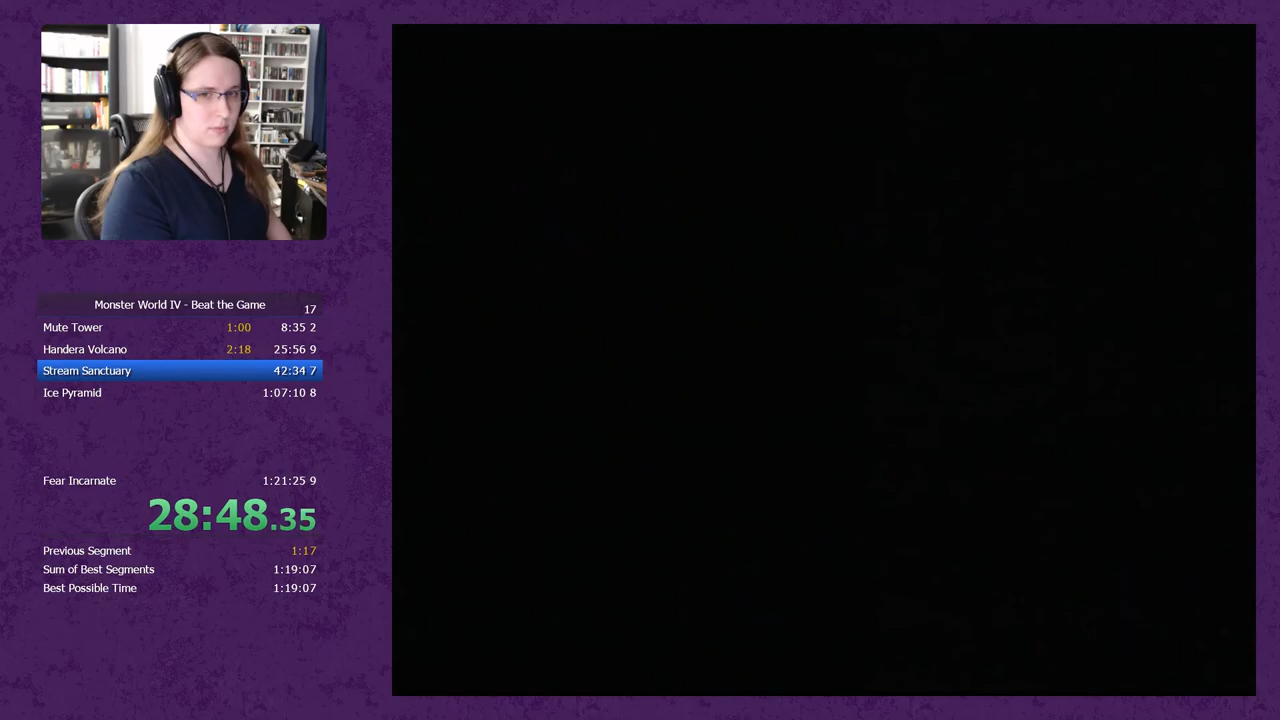 Monster World IV - Beat the Game
17
Mute Tower 1:00 8:35 2
Handera Volcano 2:18 25:56 9
Stream Sanctuary 42:34 7
Ice Pyramid 1:07:10 8
Fear Incarnate 1:21:25 9
28:48.35
Previous Segment 1:17
Sum of Best Segments 1:19:07
Best Possible Time 1:19:07